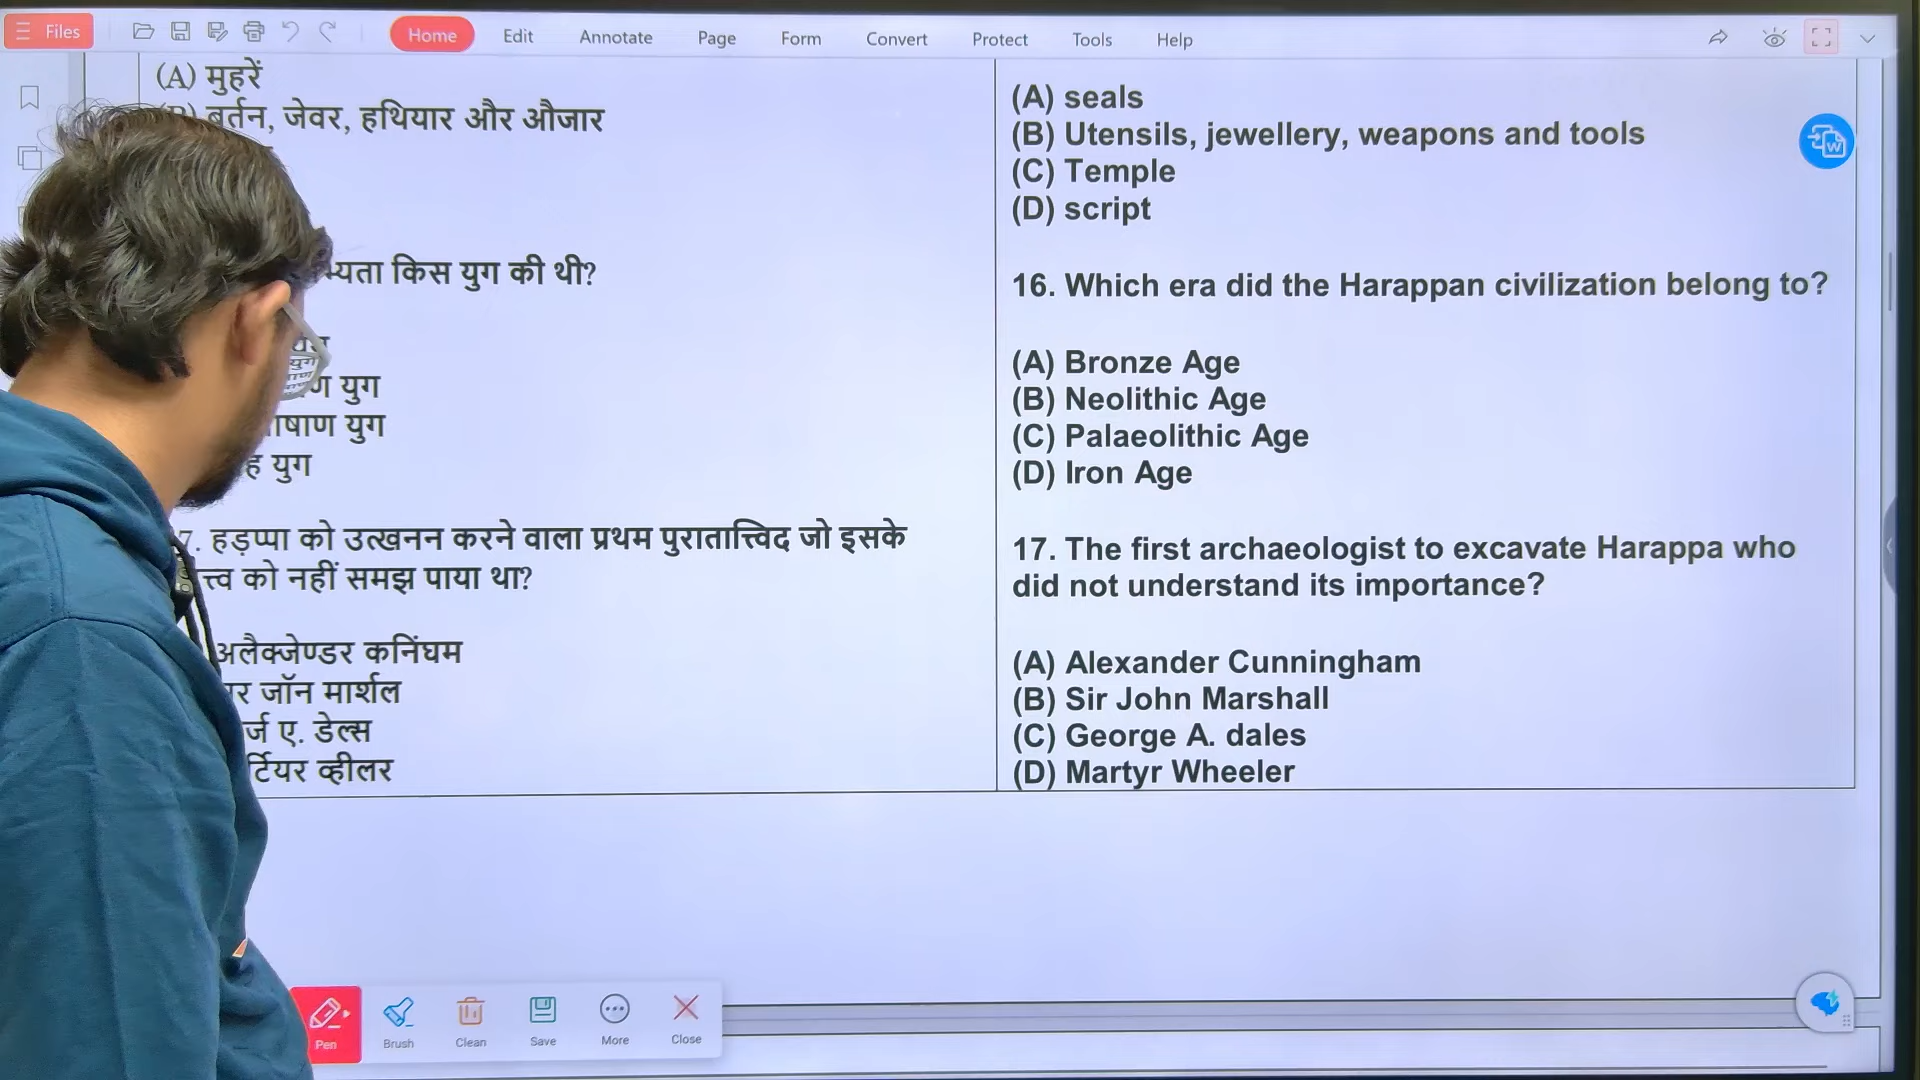 Files
Home Edit Annotate Page Form Convert Protect Tools Help
(A) मुहरें
बर्तन, जेवर, हथियार और औजार
किस युग की थी?
युग
युग
युग
हड़प्पा को उत्खनन करने वाला प्रथम पुरातात्त्विद जो इसके
को नहीं समझ पाया था?
अलैक्जेण्डर कनिंघम
जॉन मार्शल
ए. डेल्स
व्हीलर
(A) seals
(B) Utensils, jewellery, weapons and tools
(C) Temple
(D) script
16. Which era did the Harappan civilization belong to?
(A) Bronze Age
(B) Neolithic Age
(C) Palaeolithic Age
(D) Iron Age
17. The first archaeologist to excavate Harappa who
did not understand its importance?
(A) Alexander Cunningham
(B) Sir John Marshall
(C) George A. dales
(D) Martyr Wheeler
Pen Brush Clean Save More Close